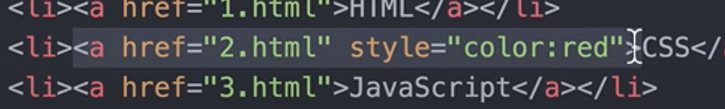 <li><a href="1.html">HTML</a></li>
<li><a href="2.html" style="color:red">CSS</
<li><a href="3.html">JavaScript</a></li>